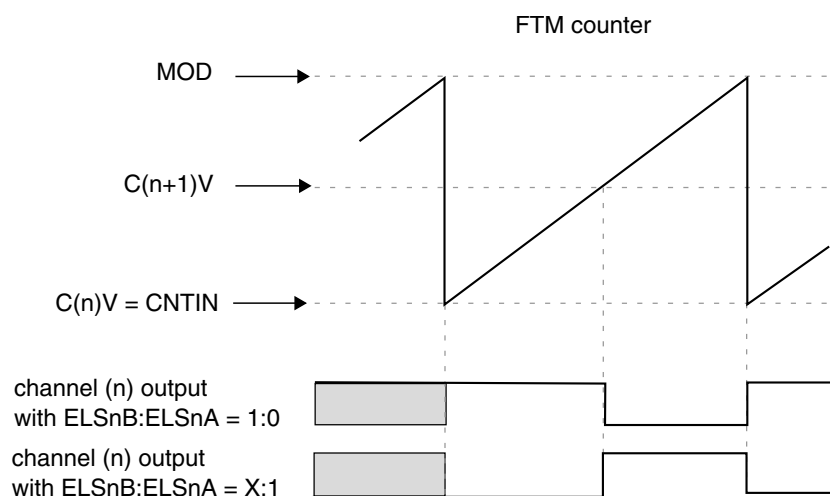 FTM counter
MOD
C(n+1)V
C(n)V = CNTIN
channel (n) output
with ELSnB:ELSnA = 1:0
channel (n) output
with ELSnB:ELSnA = X:1